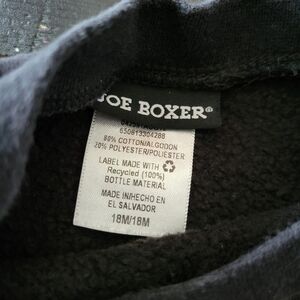 JOE BOXER®
650813304288
80% COTTON/ALGODON
20% POLYESTER/POLIESTER
LABEL MADE WITH
Recycled (100%)
BOTTLE MATERIAL
MADE IN/HECHO EN
EL SALVADOR
18M/18M